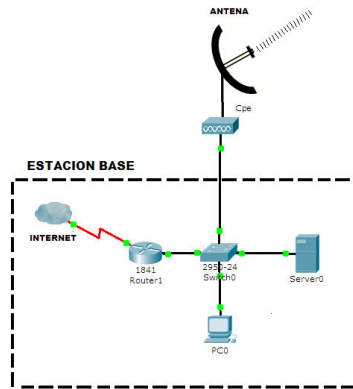 ANTENA
Cpe
ESTACION BASE
INTERNET
1841
Router1
2950-24
Switch0
Server0
PC0